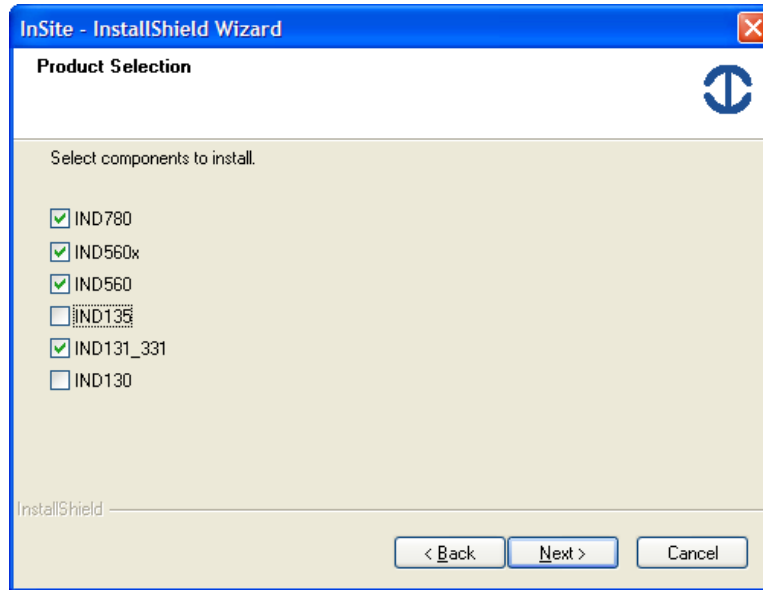 InSite - InstallShield Wizard
Product Selection
Select components to install.
IND780
IND560x
IND560
IND135
IND131_331
IND130
InstallShield
< Back Next > Cancel